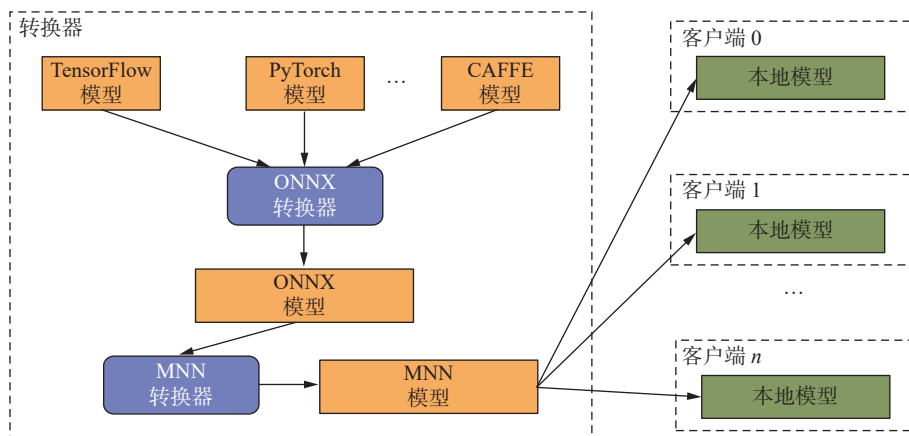 转换器
TensorFlow
模型
PyTorch
模型
…
CAFFE
模型
ONNX
转换器
ONNX
模型
MNN
转换器
MNN
模型
客户端 0
本地模型
客户端 1
本地模型
…
客户端 n
本地模型